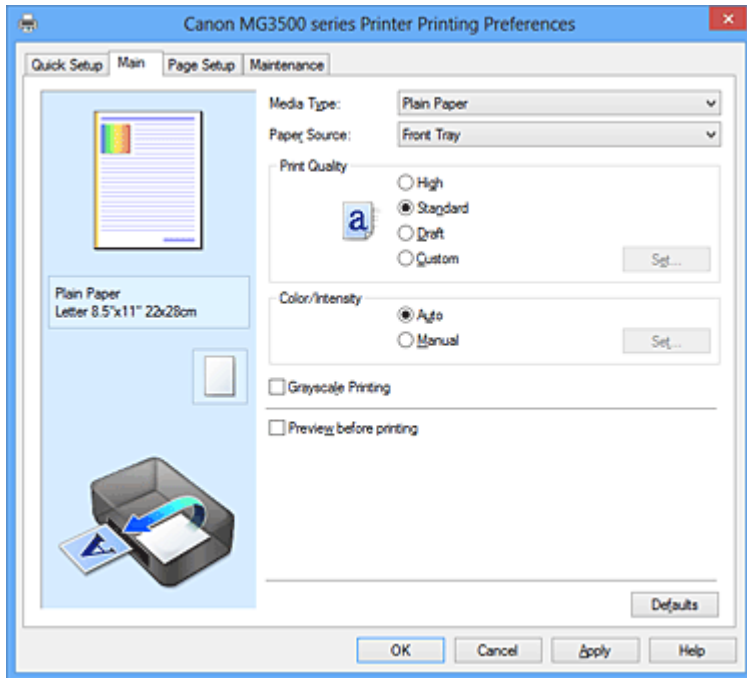 Canon MG3500 series Printer Printing Preferences
Quick Setup Main Page Setup Maintenance
Media Type: Plain Paper
Paper Source: Front Tray
Print Quality
High
a Standard
Draft
Custom Set...
Plain Paper
Letter 8.5"x11" 22x28cm
Color/Intensity
Auto
Manual Set...
Grayscale Printing
Preview before printing
A
Defaults
OK Cancel Apply Help